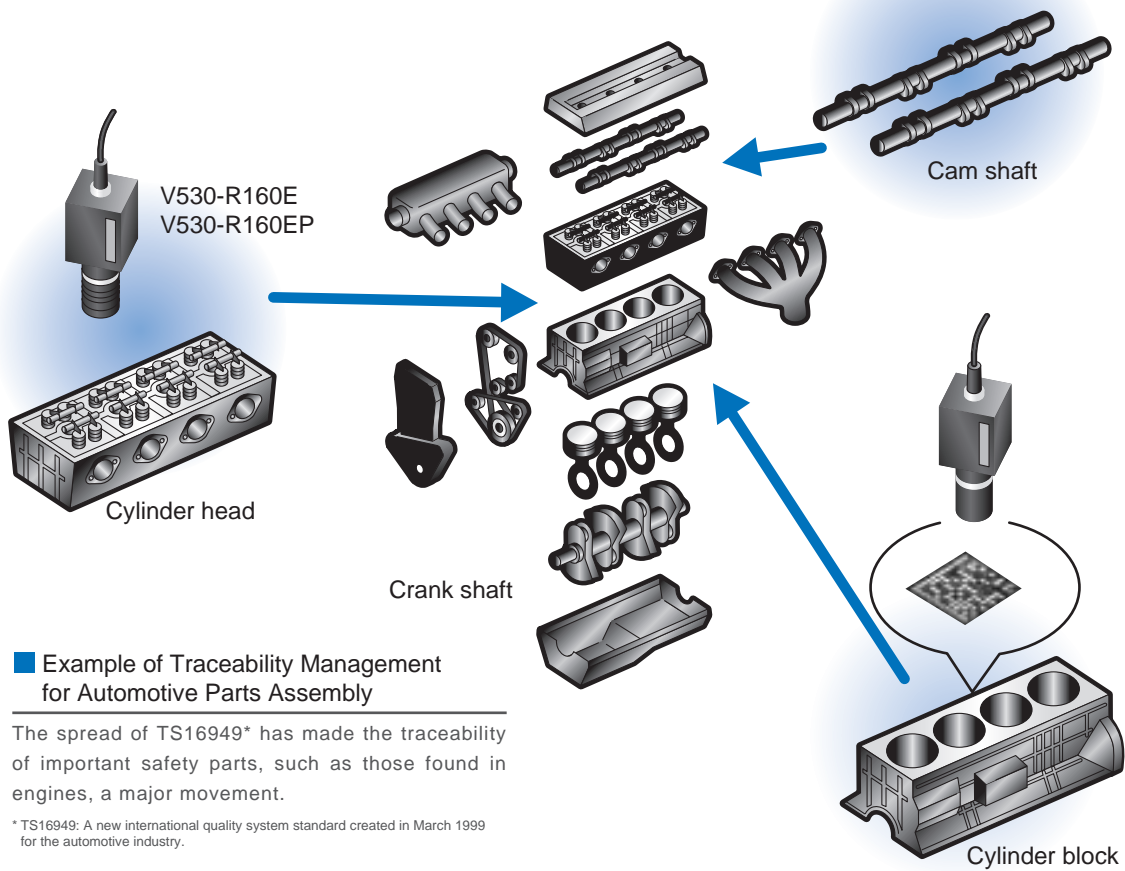 Cam shaft
V530-R160E
V530-R160EP
Cylinder head
Crank shaft
Example of Traceability Management
for Automotive Parts Assembly
The spread of TS16949* has made the traceability
of important safety parts, such as those found in
engines, a major movement.
* TS16949: A new international quality system standard created in March 1999
for the automotive industry.
Cylinder block